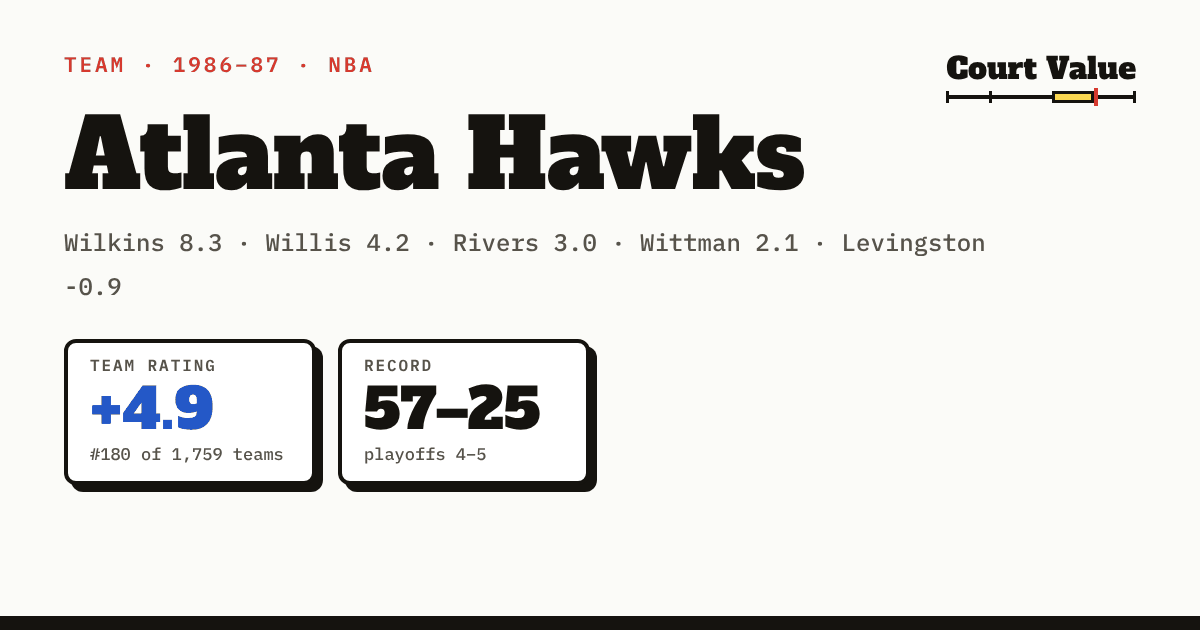 TEAM · 1986–87 · NBA
Court Value
Atlanta Hawks
Wilkins 8.3 · Willis 4.2 · Rivers 3.0 · Wittman 2.1 · Levingston
-0.9
TEAM RATING
+4.9
#180 of 1,759 teams
RECORD
57–25
playoffs 4–5